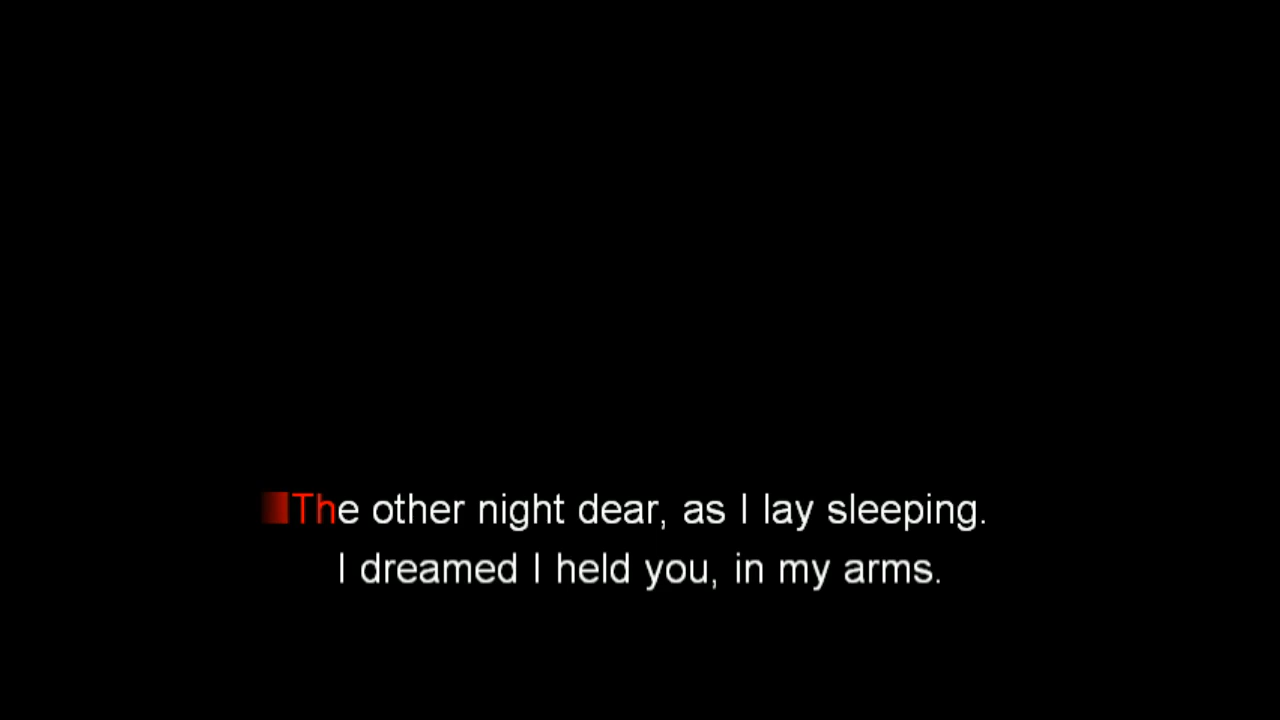 The other night dear, as I lay sleeping.
I dreamed I held you, in my arms.